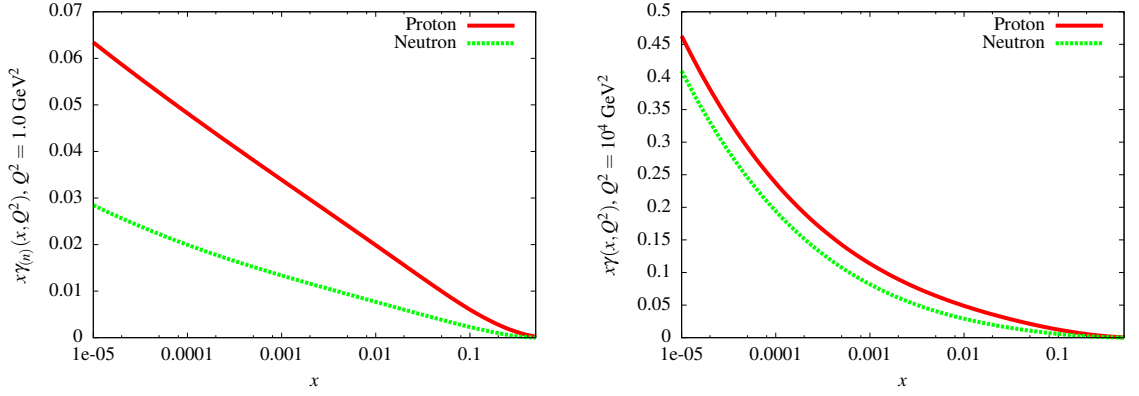 0.07
0.06
0.05
0.04
0.03
0.02
0.01
0
1e-05 0.0001 0.001 0.01 0.1
x
xγ(n)(x,Q²), Q² = 1.0 GeV²
Proton
Neutron
0.5
0.45
0.4
0.35
0.3
0.25
0.2
0.15
0.1
0.05
0
1e-05 0.0001 0.001 0.01 0.1
x
xγ(x,Q²), Q² = 10⁴ GeV²
Proton
Neutron